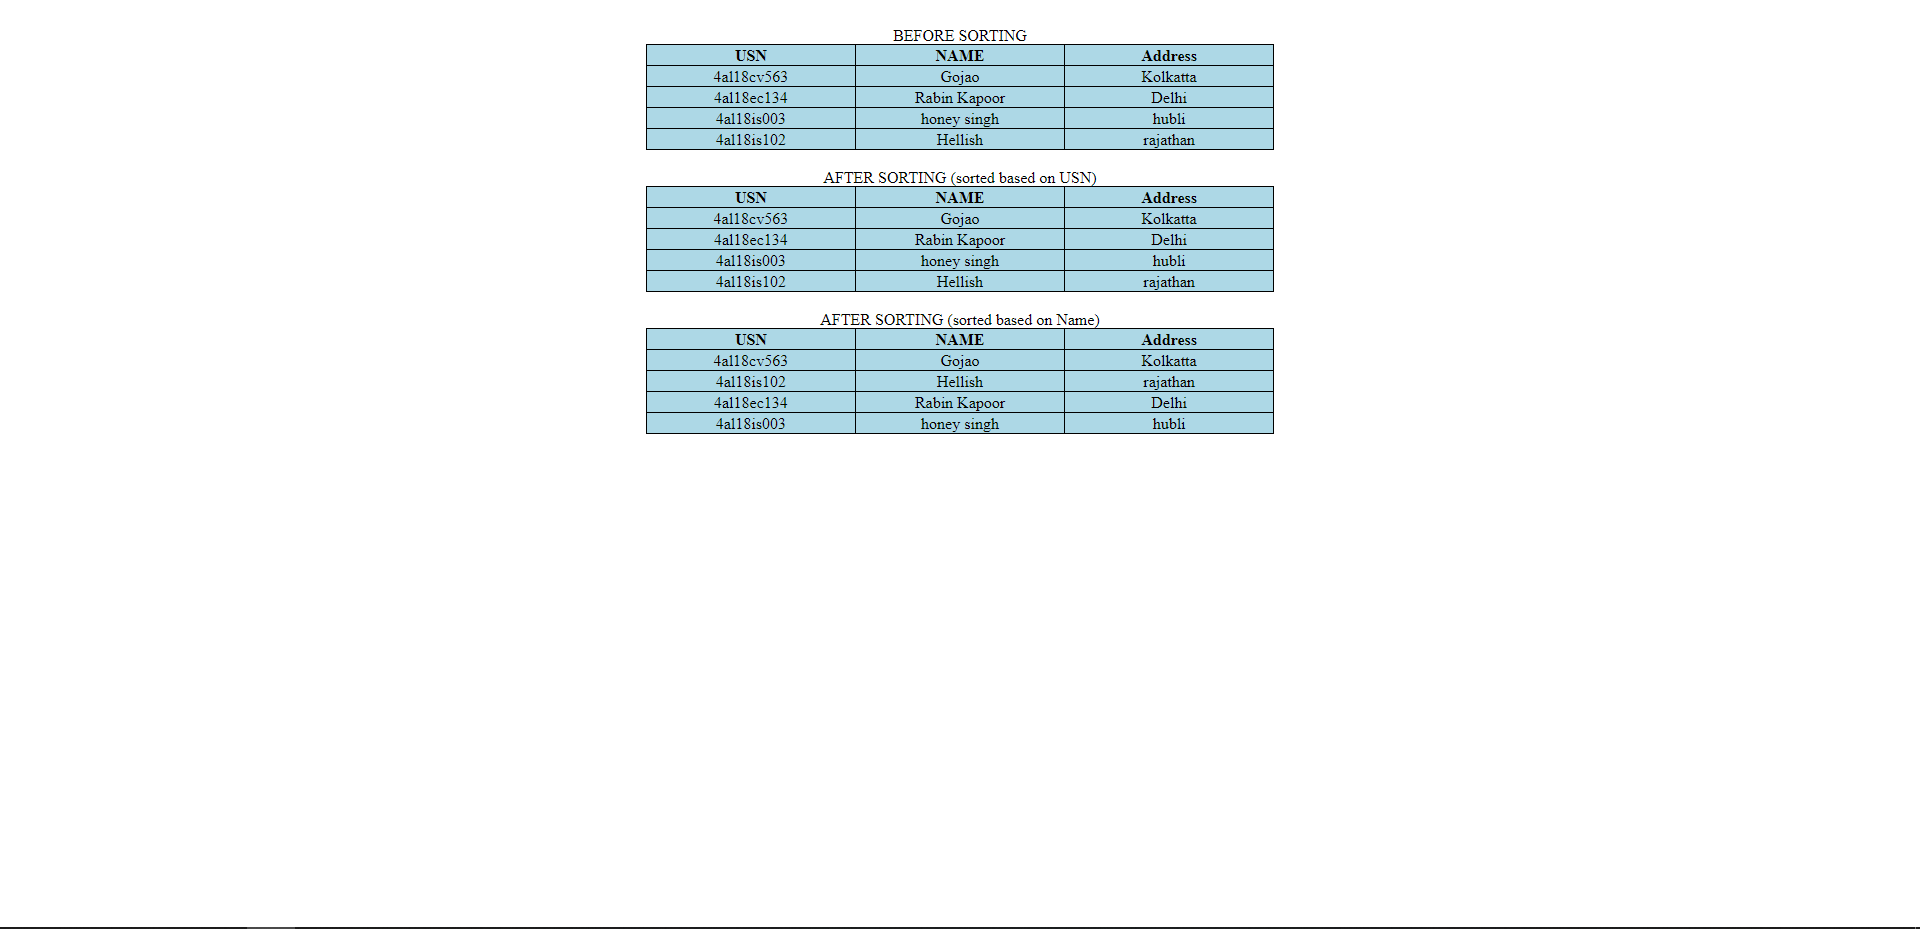 BEFORE SORTING
USN NAME Address
4al18cv563 Gojao Kolkatta
4al18ec134 Rabin Kapoor Delhi
4al18is003 honey singh hubli
4al18is102 Hellish rajathan
AFTER SORTING (sorted based on USN)
USN NAME Address
4al18cv563 Gojao Kolkatta
4al18ec134 Rabin Kapoor Delhi
4al18is003 honey singh hubli
4al18is102 Hellish rajathan
AFTER SORTING (sorted based on Name)
USN NAME Address
4al18cv563 Gojao Kolkatta
4al18is102 Hellish rajathan
4al18ec134 Rabin Kapoor Delhi
4al18is003 honey singh hubli